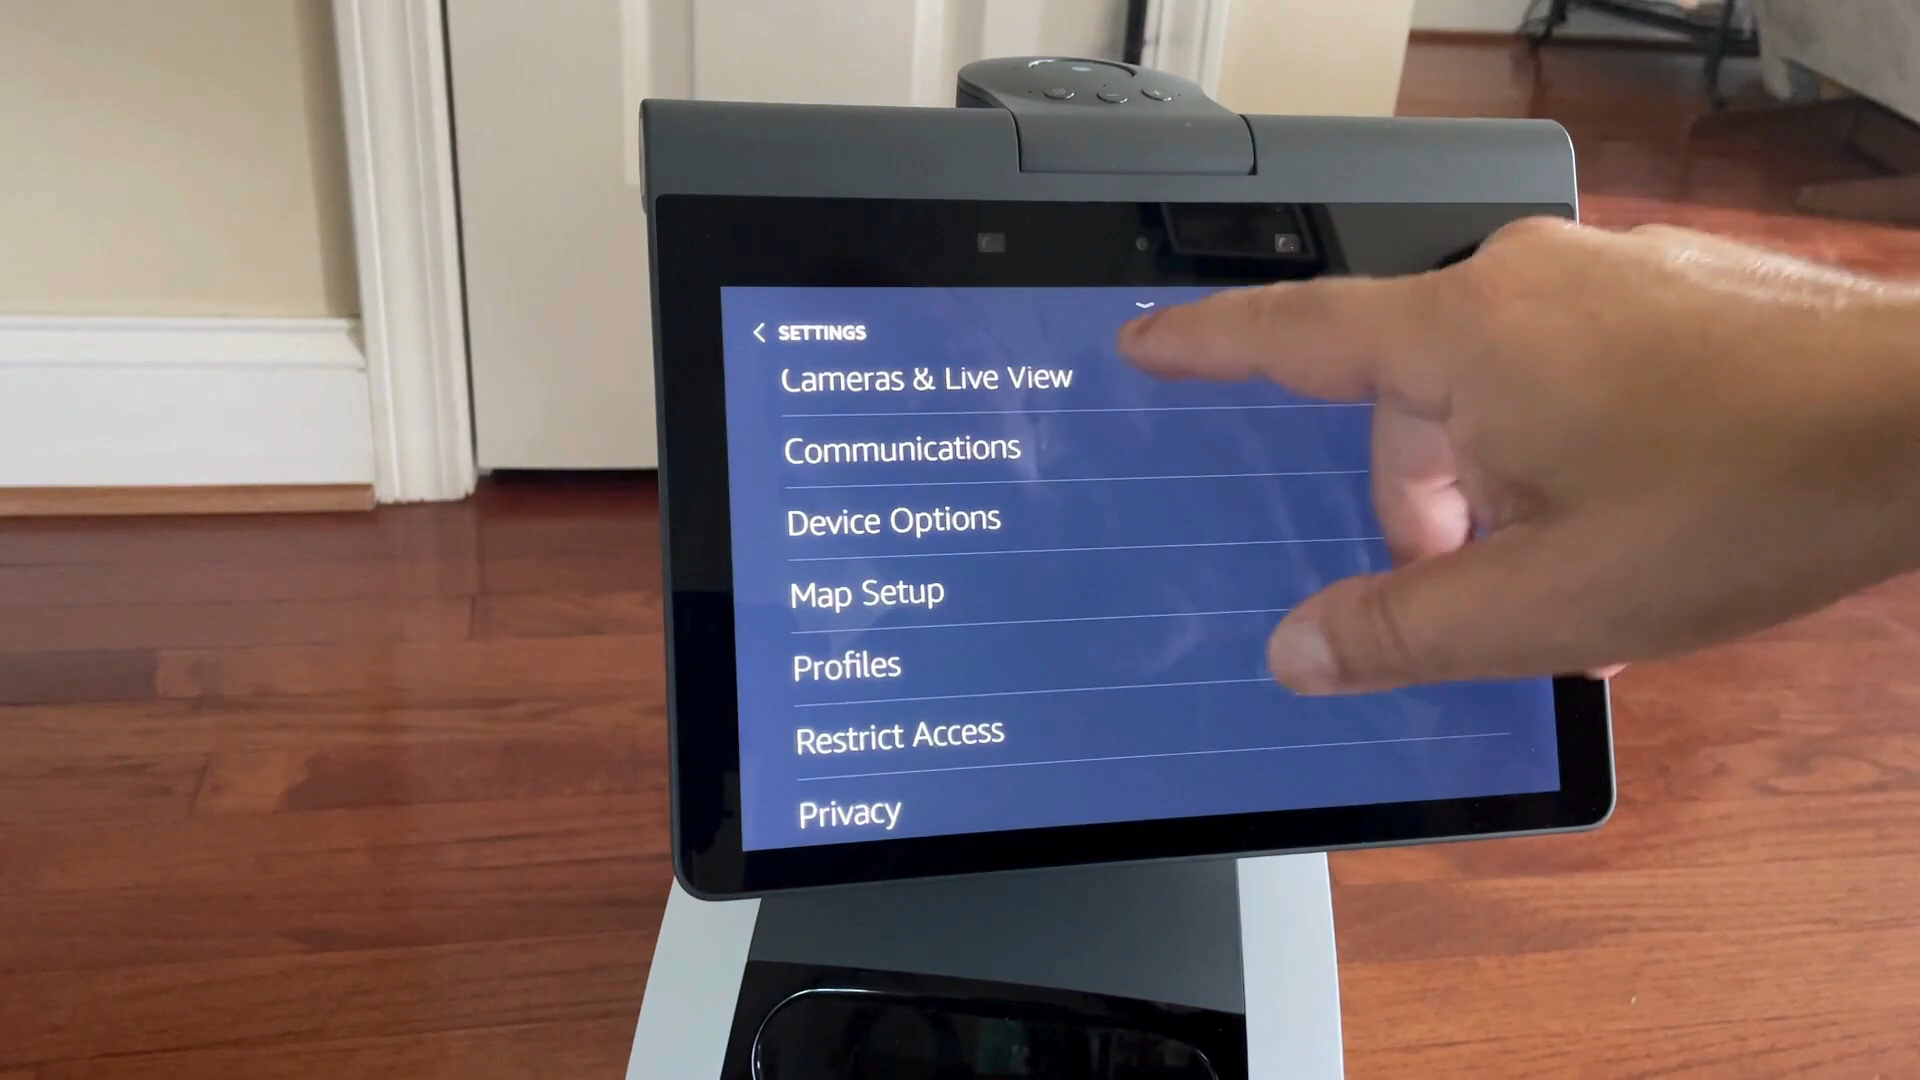 SETTINGS
Cameras & Live View
Communications
Device Options
Map Setup
Profiles
Restrict Access
Privacy